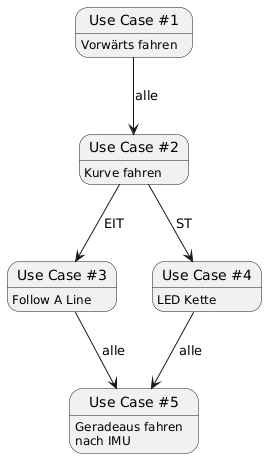 Use Case #1
Vorwärts fahren
alle
Use Case #2
Kurve fahren
EIT
ST
Use Case #3
Follow A Line
Use Case #4
LED Kette
alle
alle
Use Case #5
Geradeaus fahren
nach IMU